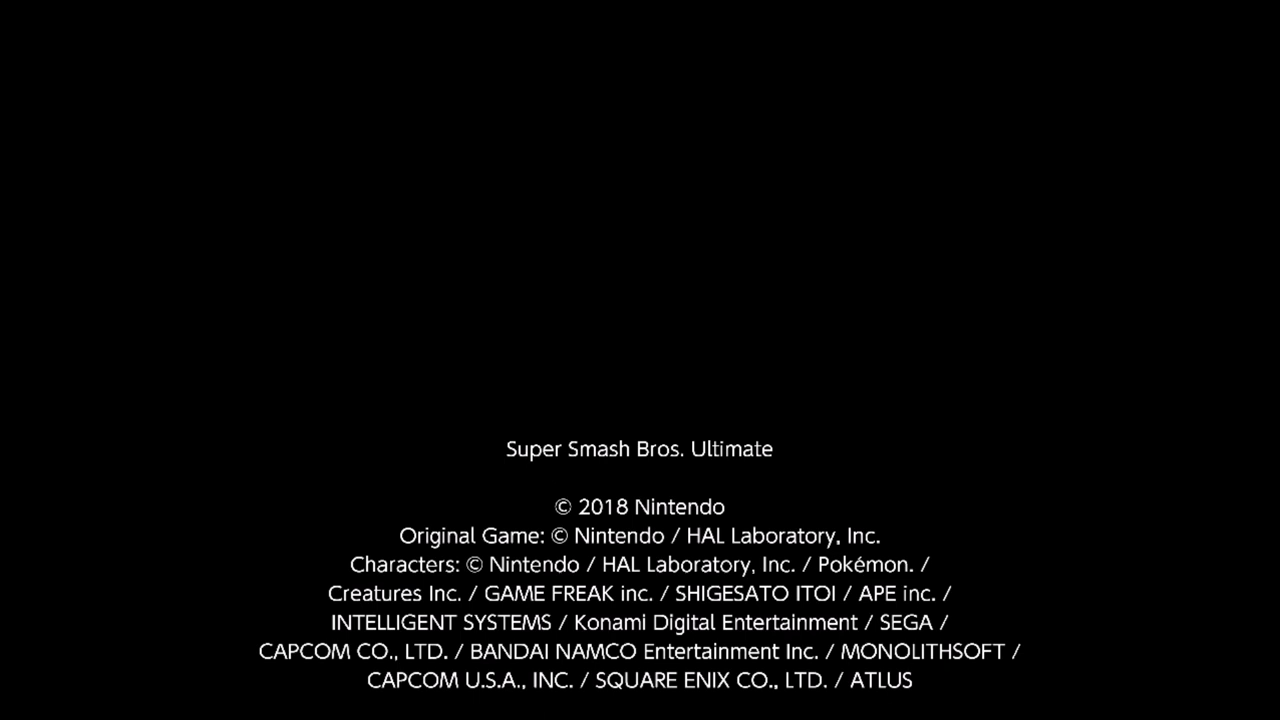 Super Smash Bros. Ultimate
© 2018 Nintendo
Original Game: © Nintendo / HAL Laboratory, Inc.
Characters: © Nintendo / HAL Laboratory, Inc. / Pokémon. /
Creatures Inc. / GAME FREAK inc. / SHIGESATO ITOI / APE inc. /
INTELLIGENT SYSTEMS / Konami Digital Entertainment / SEGA /
CAPCOM CO., LTD. / BANDAI NAMCO Entertainment Inc. / MONOLITHSOFT /
CAPCOM U.S.A., INC. / SQUARE ENIX CO., LTD. / ATLUS